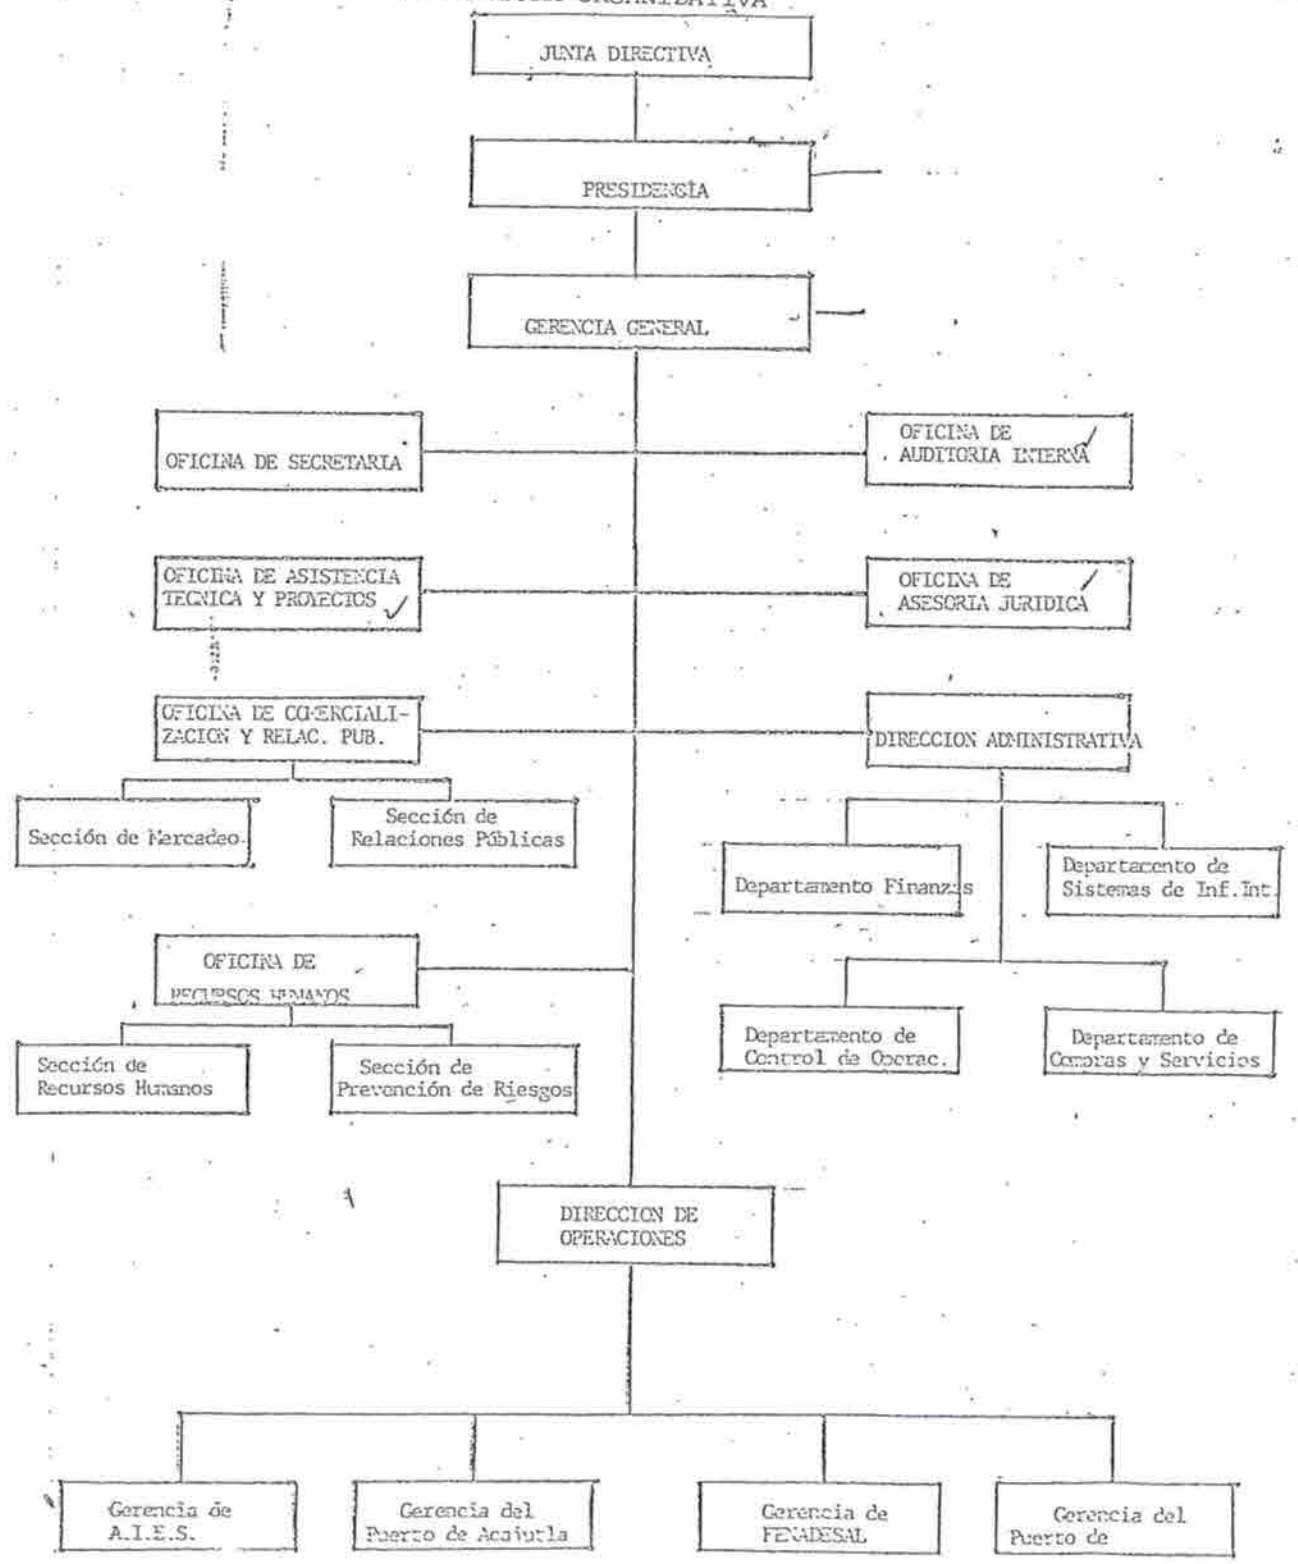 ORGANIZATIVA
JUNTA DIRECTIVA
PRESIDENCIA
GERENCIA GENERAL
OFICINA DE SECRETARIA
OFICINA DE
AUDITORIA INTERNA
OFICINA DE ASISTENCIA
TECNICA Y PROYECTOS
OFICINA DE
ASESORIA JURIDICA
OFICINA DE COMERCIALI-
ZACION Y RELAC. PUB.
DIRECCION ADMINISTRATIVA
Sección de Mercadeo
Sección de
Relaciones Públicas
Departamento Finanzas
Departamento de
Sistemas de Inf.Int.
OFICINA DE
RECURSOS HUMANOS
Departamento de
Control de Operac.
Departamento de
Compras y Servicios
Sección de
Recursos Humanos
Sección de
Prevención de Riesgos
DIRECCION DE
OPERACIONES
Gerencia de
A.I.E.S.
Gerencia del
Puerto de Acajutla
Gerencia de
FENADESAL
Gerencia del
Puerto de